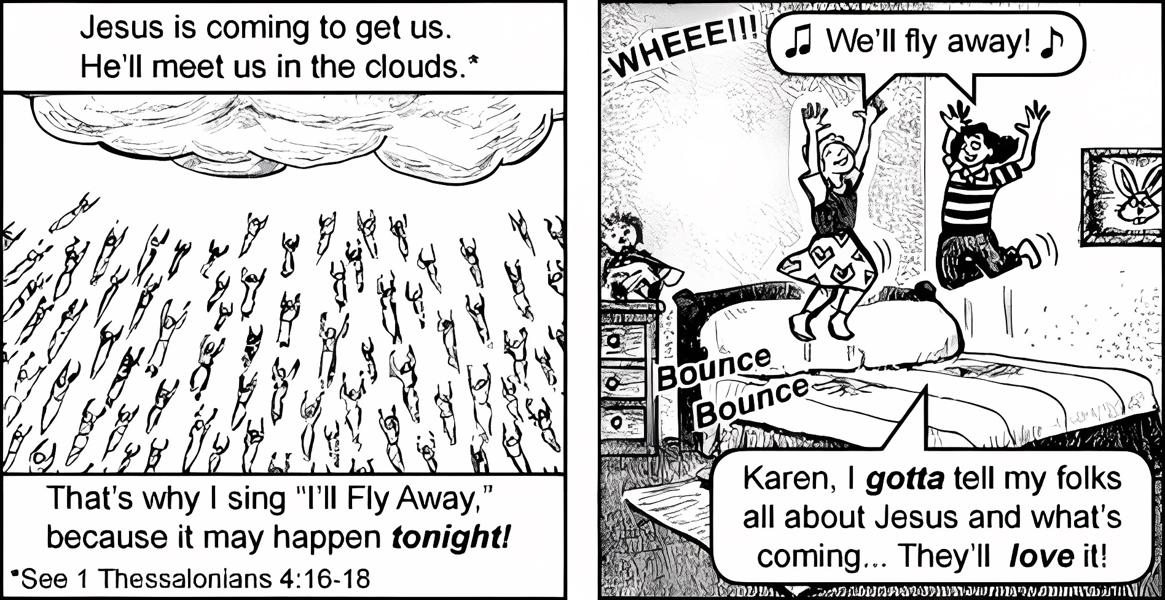 Jesus is coming to get us.
He'll meet us in the clouds.*
That's why I sing "I'll Fly Away,"
because it may happen tonight!
*See 1 Thessalonians 4:16-18
WHEEE!!!
♫ We'll fly away! ♪
Bounce
Bounce
Karen, I gotta tell my folks
all about Jesus and what's
coming... They'll love it!